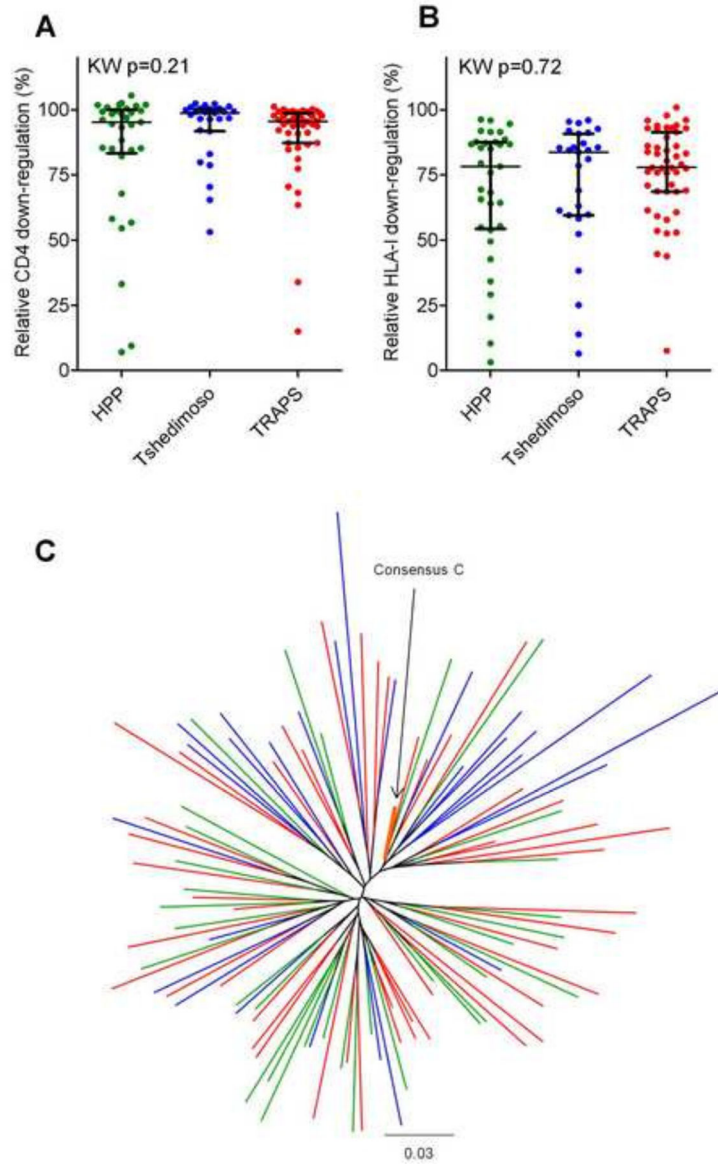 A
KW p=0.21
Relative CD4 down-regulation (%)
100
75
50
25
0
HPP
Tshedimoso
TRAPS
B
KW p=0.72
Relative HLA-I down-regulation (%)
100
75
50
25
0
HPP
Tshedimoso
TRAPS
C
Consensus C
0.03